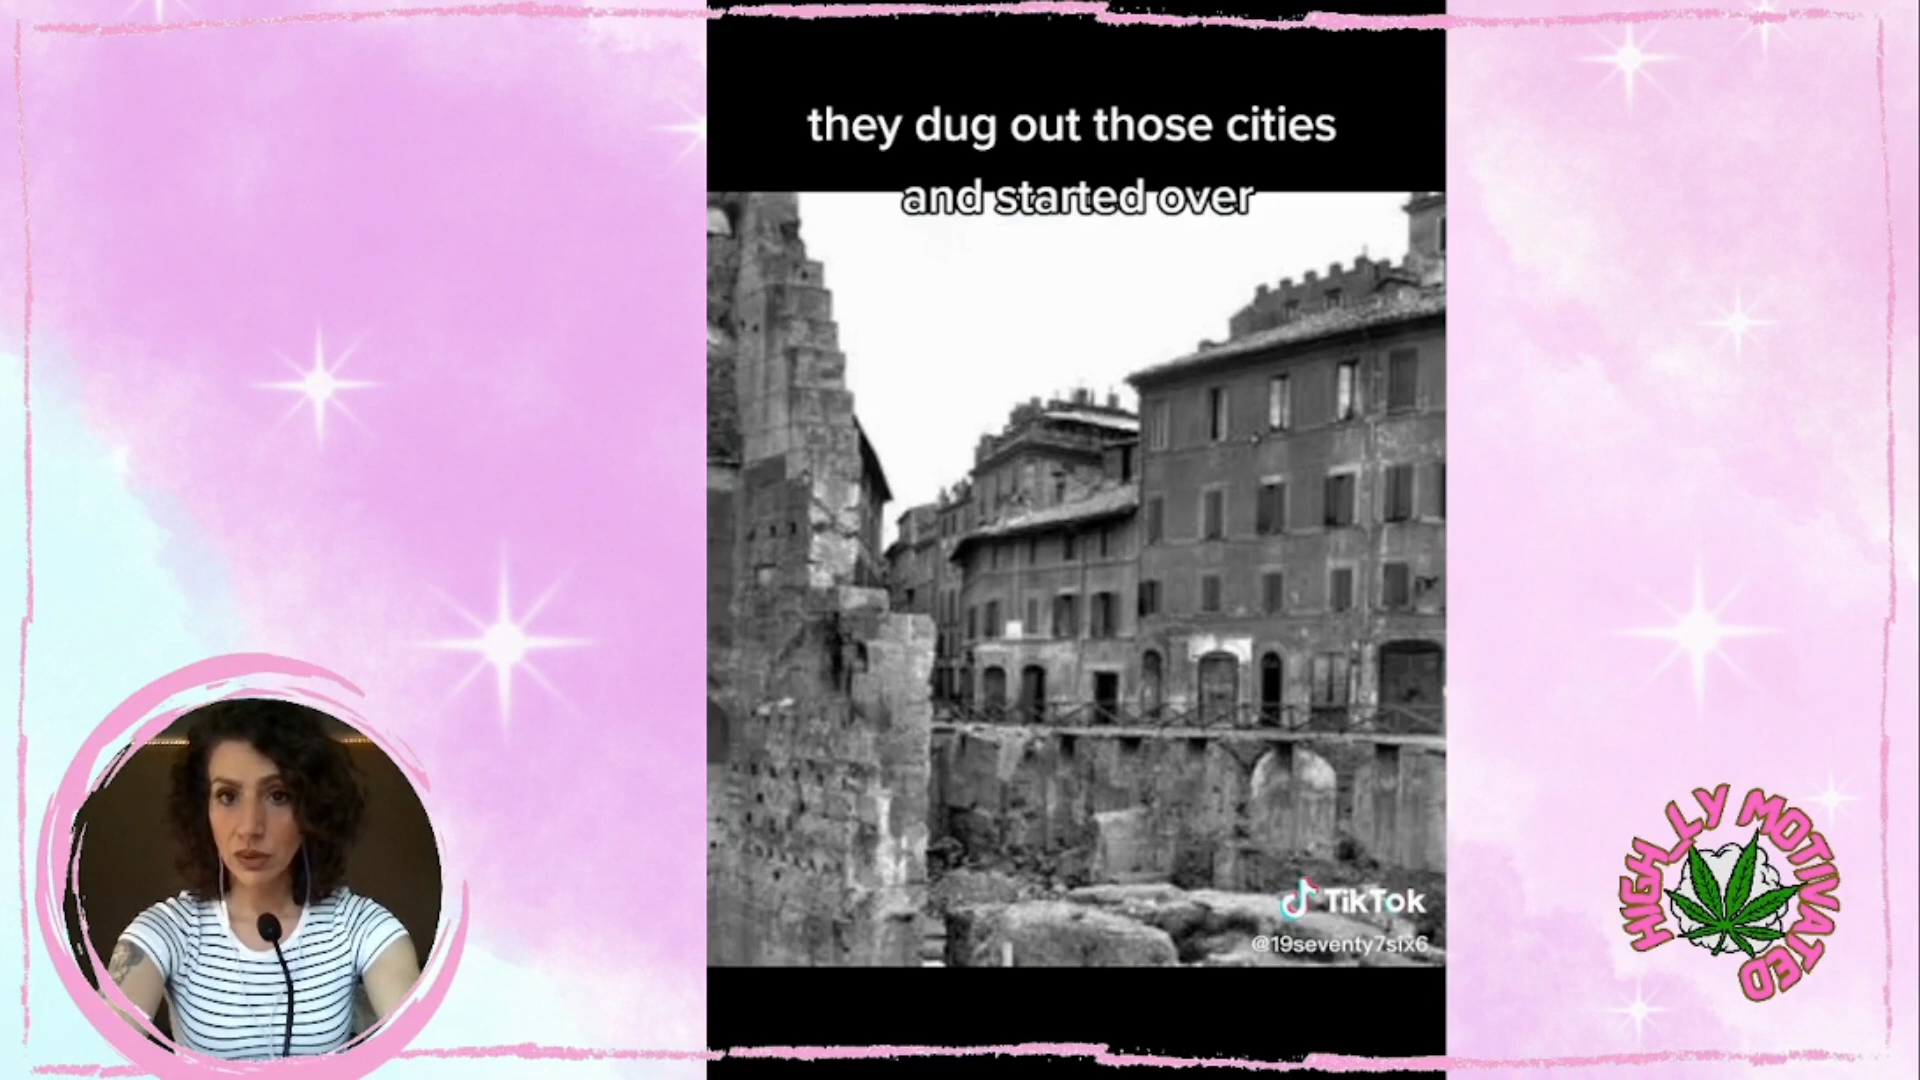 they dug out those cities
and started over
TikTok
@19seventy7six6
HIGHLY MOTIVATED